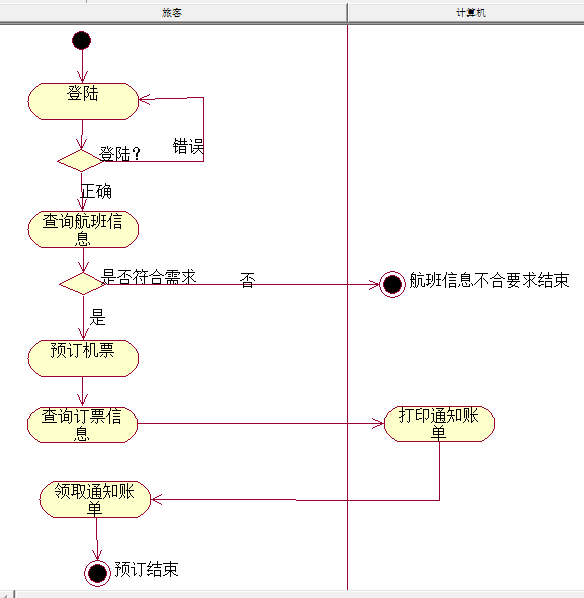 旅客
计算机
登陆
登陆?
错误
正确
查询航班信
息
是否符合需求
否
航班信息不合要求结束
是
预订机票
查询订票信
息
打印通知账
单
领取通知账
单
预订结束